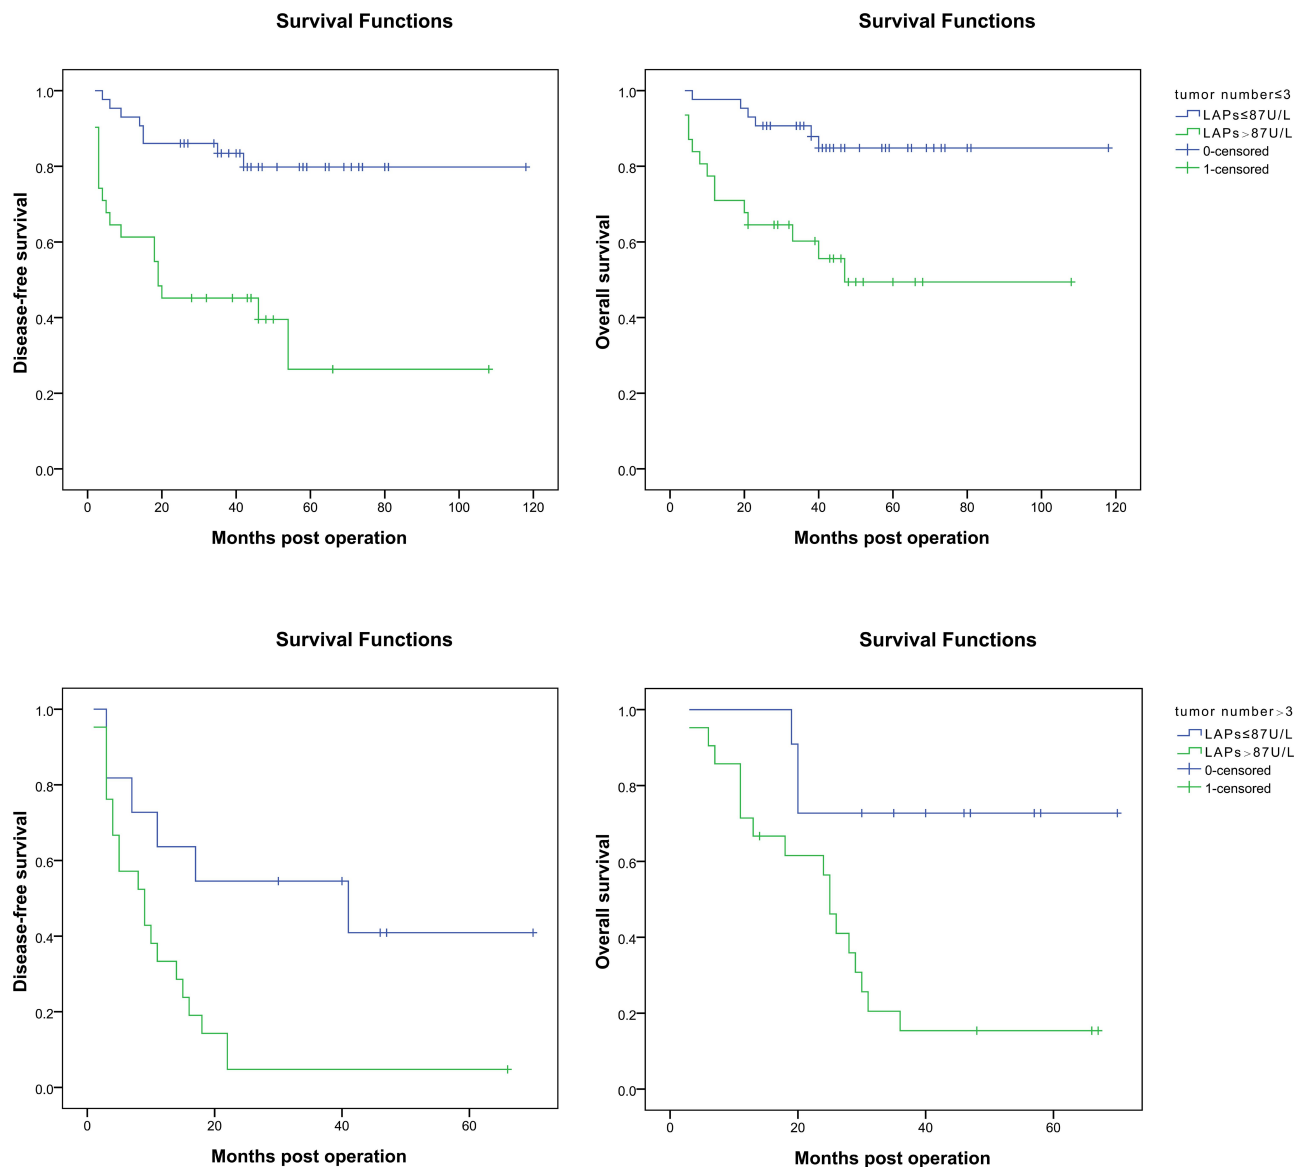 Survival Functions
Survival Functions
Disease-free survival
1.0
0.8
0.6
0.4
0.2
0.0
0 20 40 60 80 100 120
Months post operation
Overall survival
1.0
0.8
0.6
0.4
0.2
0.0
0 20 40 60 80 100 120
Months post operation
tumor number≤3
LAPs≤87U/L
LAPs>87U/L
0-censored
1-censored
Survival Functions
Survival Functions
Disease-free survival
1.0
0.8
0.6
0.4
0.2
0.0
0 20 40 60
Months post operation
Overall survival
1.0
0.8
0.6
0.4
0.2
0.0
0 20 40 60
Months post operation
tumor number>3
LAPs≤87U/L
LAPs>87U/L
0-censored
1-censored